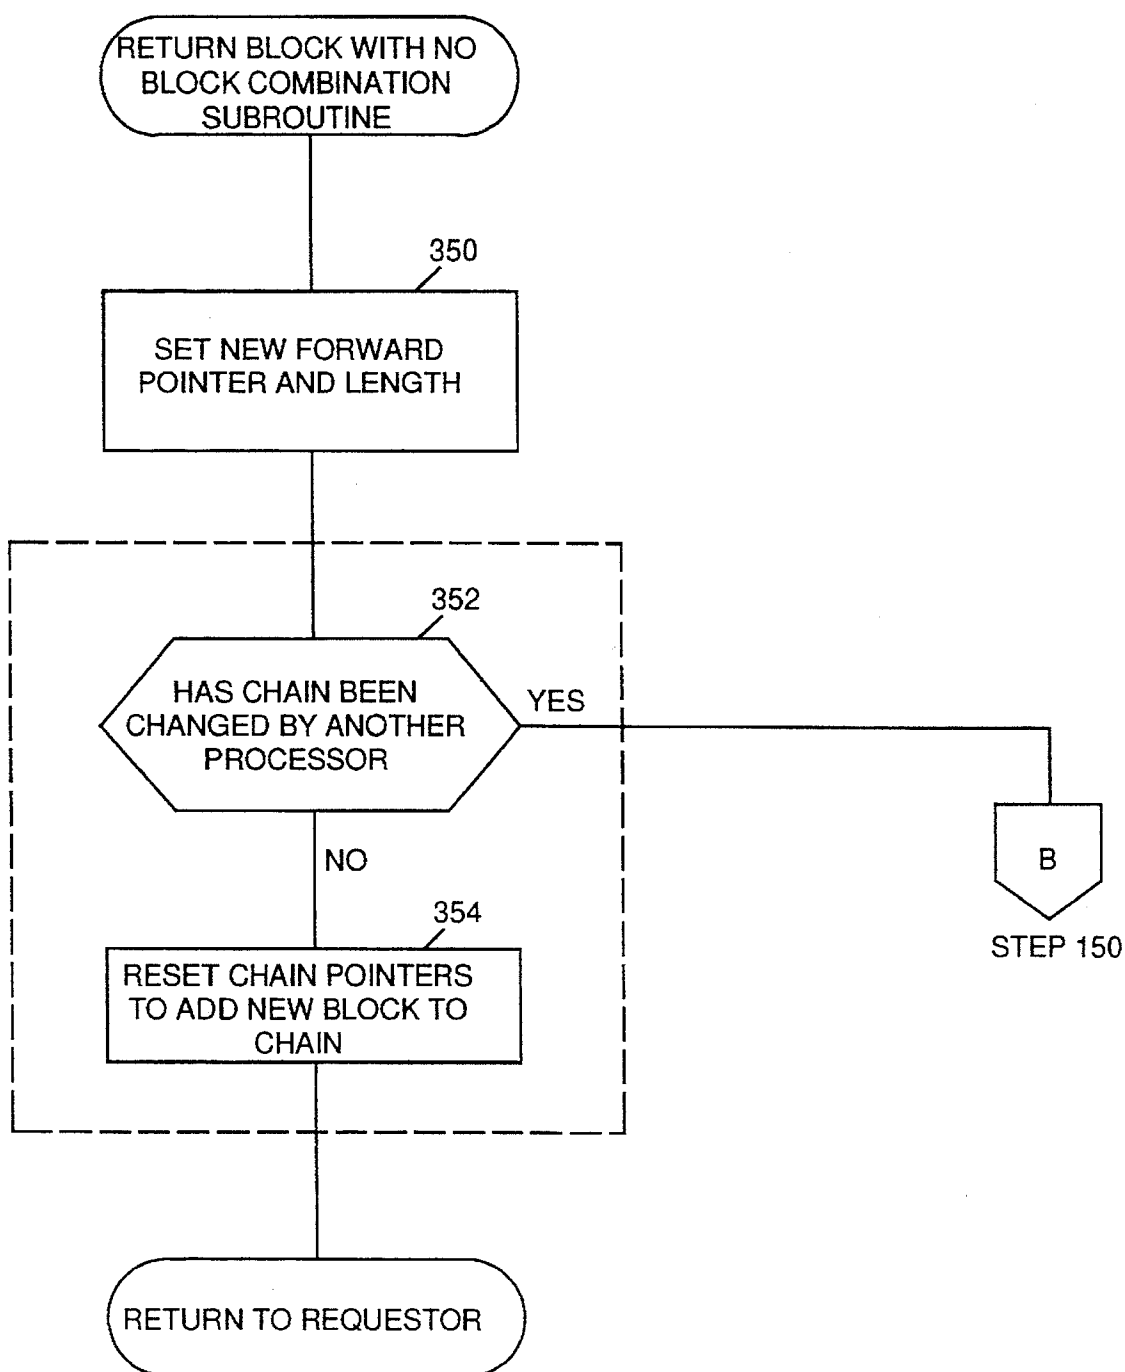 RETURN BLOCK WITH NO
BLOCK COMBINATION
SUBROUTINE
350
SET NEW FORWARD
POINTER AND LENGTH
352
HAS CHAIN BEEN
CHANGED BY ANOTHER
PROCESSOR
YES
NO
B
STEP 150
354
RESET CHAIN POINTERS
TO ADD NEW BLOCK TO
CHAIN
RETURN TO REQUESTOR